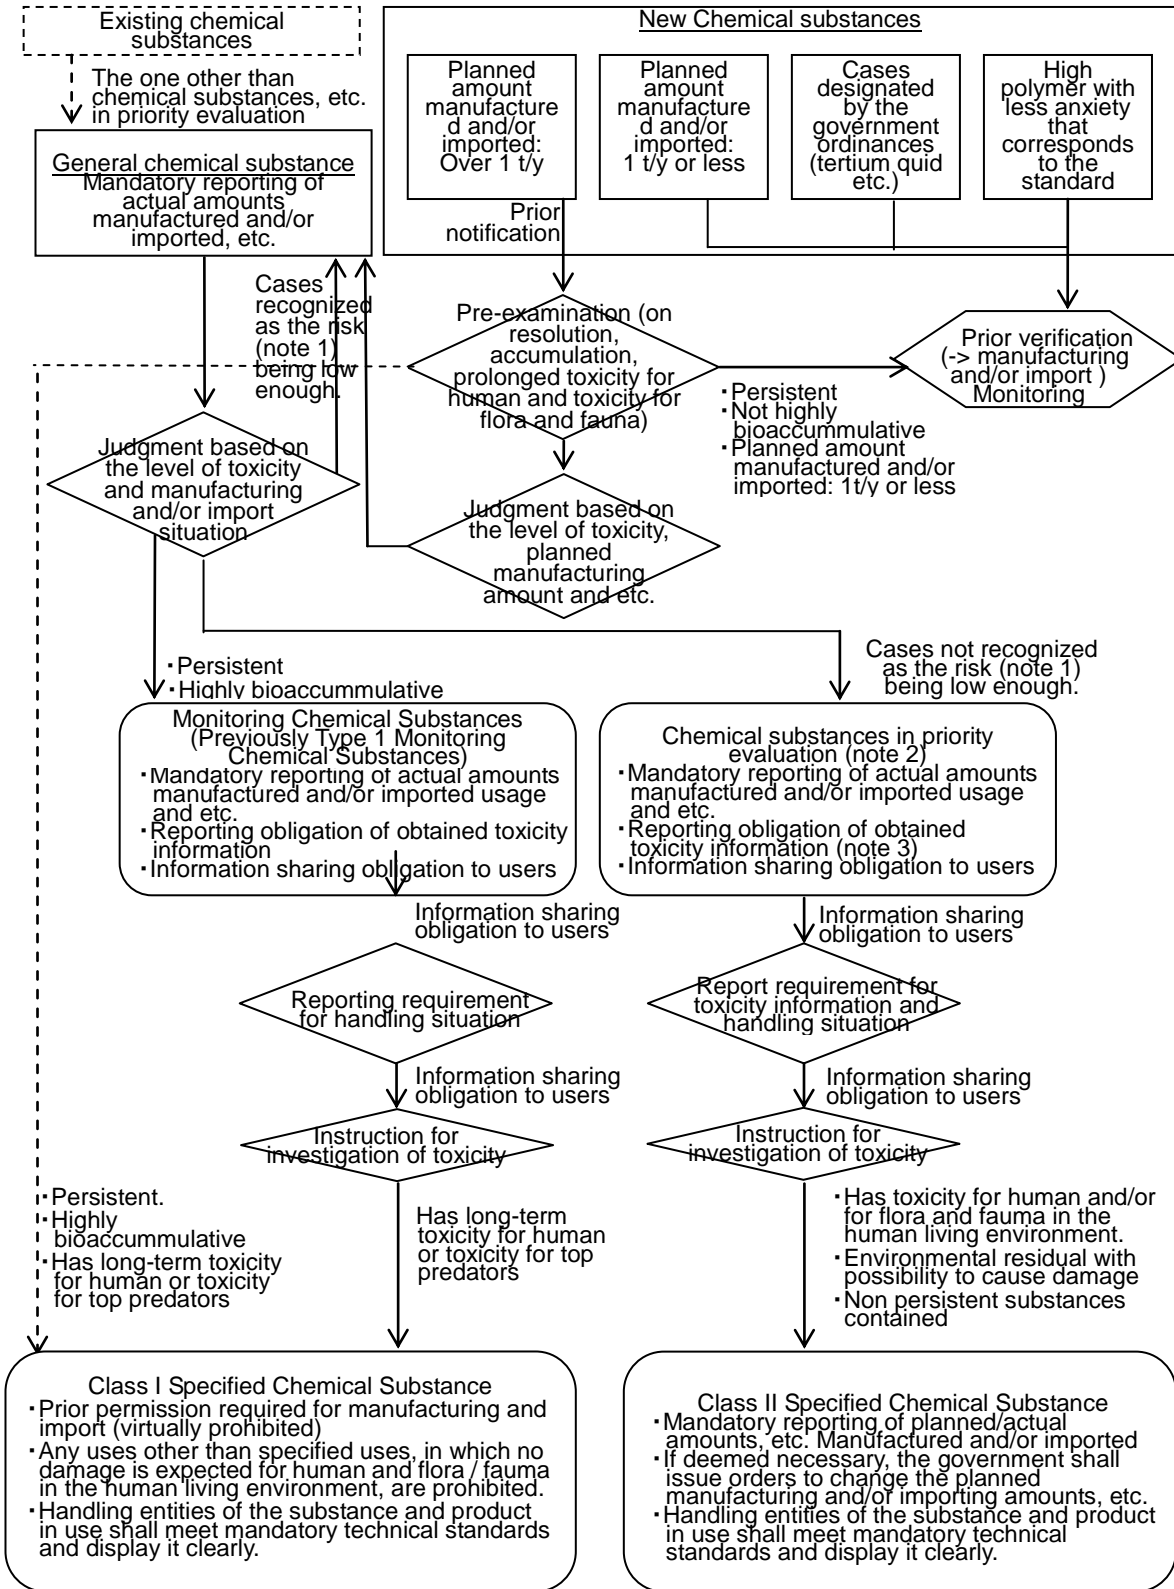 Existing chemical
substances
The one other than
chemical substances, etc.
in priority evaluation
General chemical substance
Mandatory reporting of
actual amounts
manufactured and/or
imported, etc.
New Chemical substances
Planned
amount
manufacture
d and/or
imported:
Over 1 t/y
Planned
amount
manufacture
d and/or
imported:
1 t/y or less
Cases
designated
by the
government
ordinances
(tertium quid
etc.)
High
polymer with
less anxiety
that
corresponds
to the
standard
Prior
notification
Cases
recognized
as the risk
(note 1)
being low
enough.
Pre-examination (on
resolution,
accumulation,
prolonged toxicity for
human and toxicity for
flora and fauna)
Prior verification
(-> manufacturing
and/or import )
Monitoring
・Persistent
・Not highly
bioaccummulative
・Planned amount
manufactured and/or
imported: 1t/y or less
Judgment based on
the level of toxicity
and manufacturing
and/or import
situation
Judgment based on
the level of toxicity,
planned
manufacturing
amount and etc.
・Persistent
・Highly bioaccummulative
Cases not recognized
as the risk (note 1)
being low enough.
Monitoring Chemical Substances
(Previously Type 1 Monitoring
Chemical Substances)
・Mandatory reporting of actual amounts
manufactured and/or imported usage
and etc.
・Reporting obligation of obtained toxicity
information
・Information sharing obligation to users
Chemical substances in priority
evaluation (note 2)
・Mandatory reporting of actual amounts
manufactured and/or imported usage
and etc.
・Reporting obligation of obtained
toxicity information (note 3)
・Information sharing obligation to users
Information sharing
obligation to users
Information sharing
obligation to users
Reporting requirement
for handling situation
Report requirement for
toxicity information and
handling situation
Information sharing
obligation to users
Information sharing
obligation to users
Instruction for
investigation of toxicity
Instruction for
investigation of toxicity
・Persistent.
・Highly
bioaccummulative
・Has long-term toxicity
for human or toxicity
for top predators
Has long-term
toxicity for human
or toxicity for top
predators
・Has toxicity for human and/or
for flora and fauma in the
human living environment.
・Environmental residual with
possibility to cause damage
・Non persistent substances
contained
Class I Specified Chemical Substance
・Prior permission required for manufacturing and
import (virtually prohibited)
・Any uses other than specified uses, in which no
damage is expected for human and flora / fauma
in the human living environment, are prohibited.
・Handling entities of the substance and product
in use shall meet mandatory technical standards
and display it clearly.
Class II Specified Chemical Substance
・Mandatory reporting of planned/actual
amounts, etc. Manufactured and/or imported
・If deemed necessary, the government shall
issue orders to change the planned
manufacturing and/or importing amounts, etc.
・Handling entities of the substance and product
in use shall meet mandatory technical
standards and display it clearly.